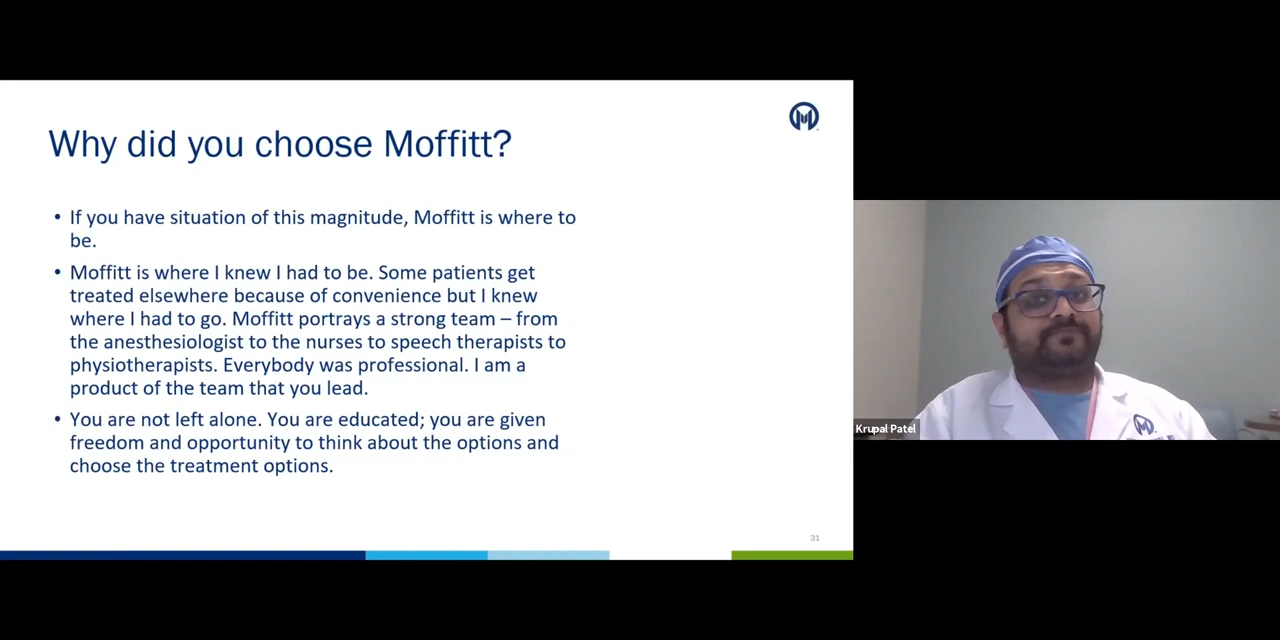 Why did you choose Moffitt?
• If you have situation of this magnitude, Moffitt is where to
be.
• Moffitt is where I knew I had to be. Some patients get
treated elsewhere because of convenience but I knew
where I had to go. Moffitt portrays a strong team – from
the anesthesiologist to the nurses to speech therapists to
physiotherapists. Everybody was professional. I am a
product of the team that you lead.
• You are not left alone. You are educated; you are given
freedom and opportunity to think about the options and
choose the treatment options.
31
Krupal Patel